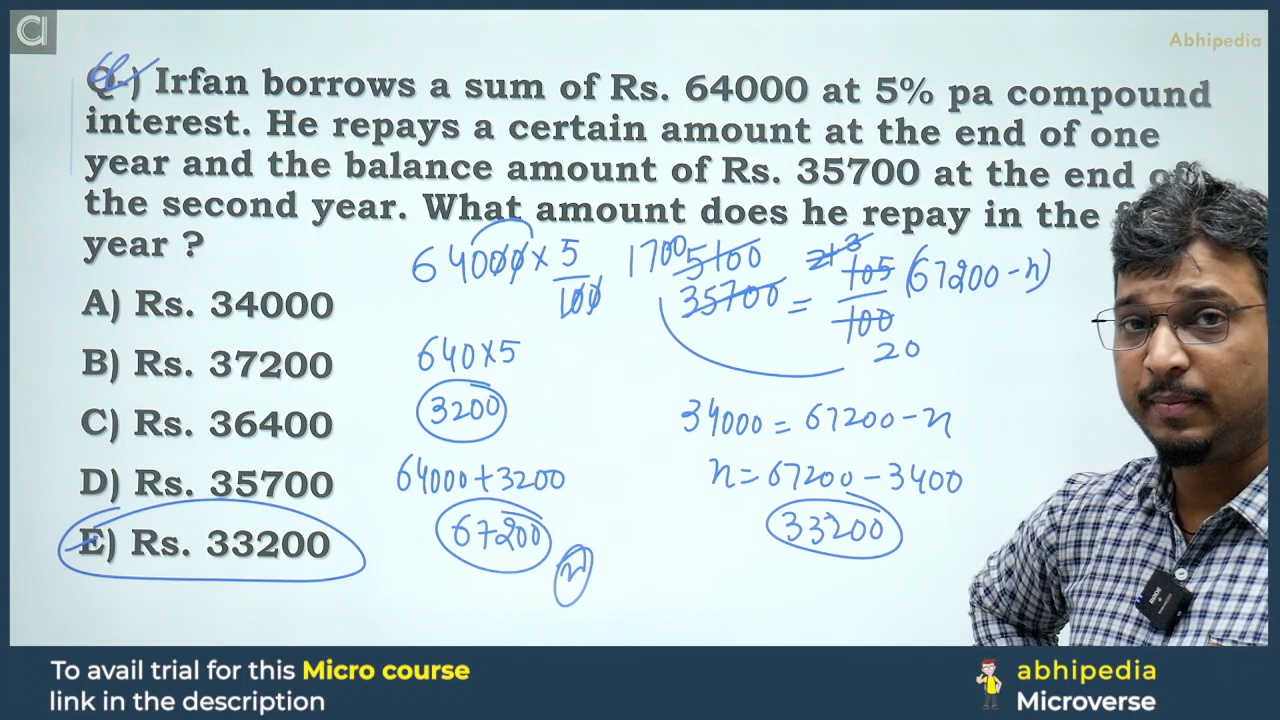 Abhipedia
Q.) Irfan borrows a sum of Rs. 64000 at 5% pa compound
interest. He repays a certain amount at the end of one
year and the balance amount of Rs. 35700 at the end of
the second year. What amount does he repay in the
year ?
A) Rs. 34000
B) Rs. 37200
C) Rs. 36400
D) Rs. 35700
E) Rs. 33200
64000 × 5
100
640×5
3200
64000+3200
67200
x
1700 5100
35700 = 21 3 105 (67200-x)
100
20
34000 = 67200-x
x = 67200-3400
33200
To avail trial for this Micro course
link in the description
abhipedia
Microverse